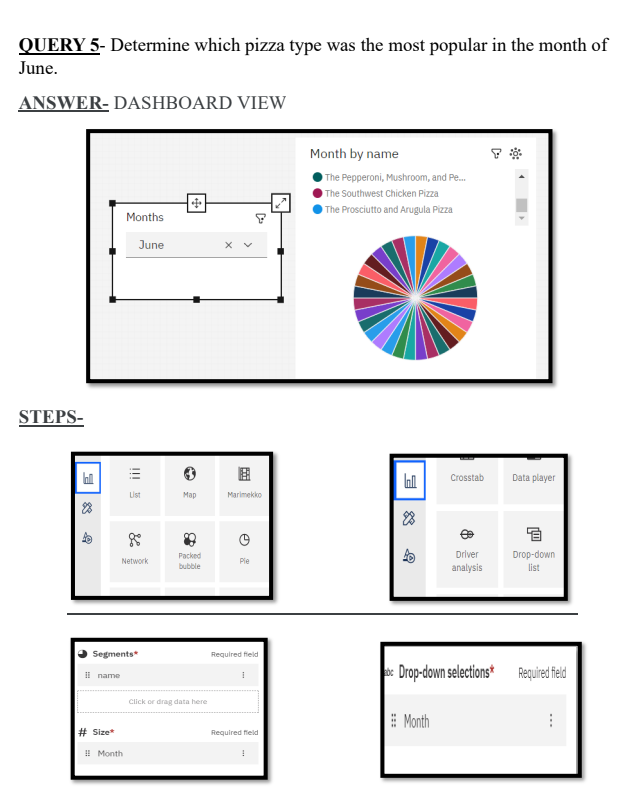 QUERY 5- Determine which pizza type was the most popular in the month of
June.
ANSWER- DASHBOARD VIEW
Month by name
The Pepperoni, Mushroom, and Pe...
The Southwest Chicken Pizza
The Prosciutto and Arugula Pizza
Months
June
STEPS-
List
Map
Marimekko
Network
Packed
bubble
Pie
Crosstab
Data player
Driver
analysis
Drop-down
list
Segments*
Required field
name
Click or drag data here
# Size*
Required field
Month
abc Drop-down selections*
Required field
Month